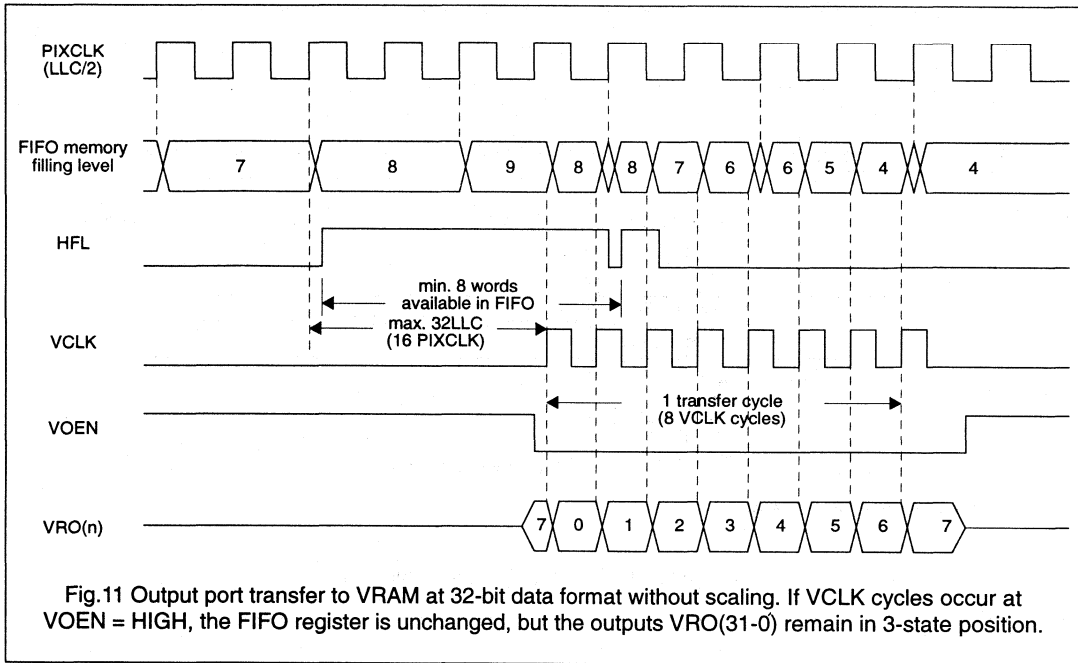 PIXCLK
(LLC/2)
FIFO memory
filling level
7 8 9 8 8 7 6 6 5 4 4
HFL
min. 8 words
available in FIFO
max. 32LLC
(16 PIXCLK)
VCLK
1 transfer cycle
(8 VCLK cycles)
VOEN
VRO(n)
7 0 1 2 3 4 5 6 7
Fig.11 Output port transfer to VRAM at 32-bit data format without scaling. If VCLK cycles occur at
VOEN = HIGH, the FIFO register is unchanged, but the outputs VRO(31-0) remain in 3-state position.